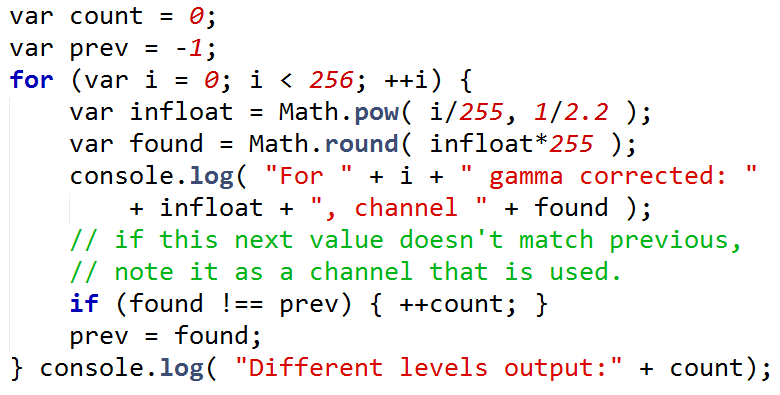 var count = 0;
var prev = -1;
for (var i = 0; i < 256; ++i) {
    var infloat = Math.pow( i/255, 1/2.2 );
    var found = Math.round( infloat*255 );
    console.log( "For " + i + " gamma corrected: "
        + infloat + ", channel " + found );
    // if this next value doesn't match previous,
    // note it as a channel that is used.
    if (found !== prev) { ++count; }
    prev = found;
} console.log( "Different levels output:" + count);